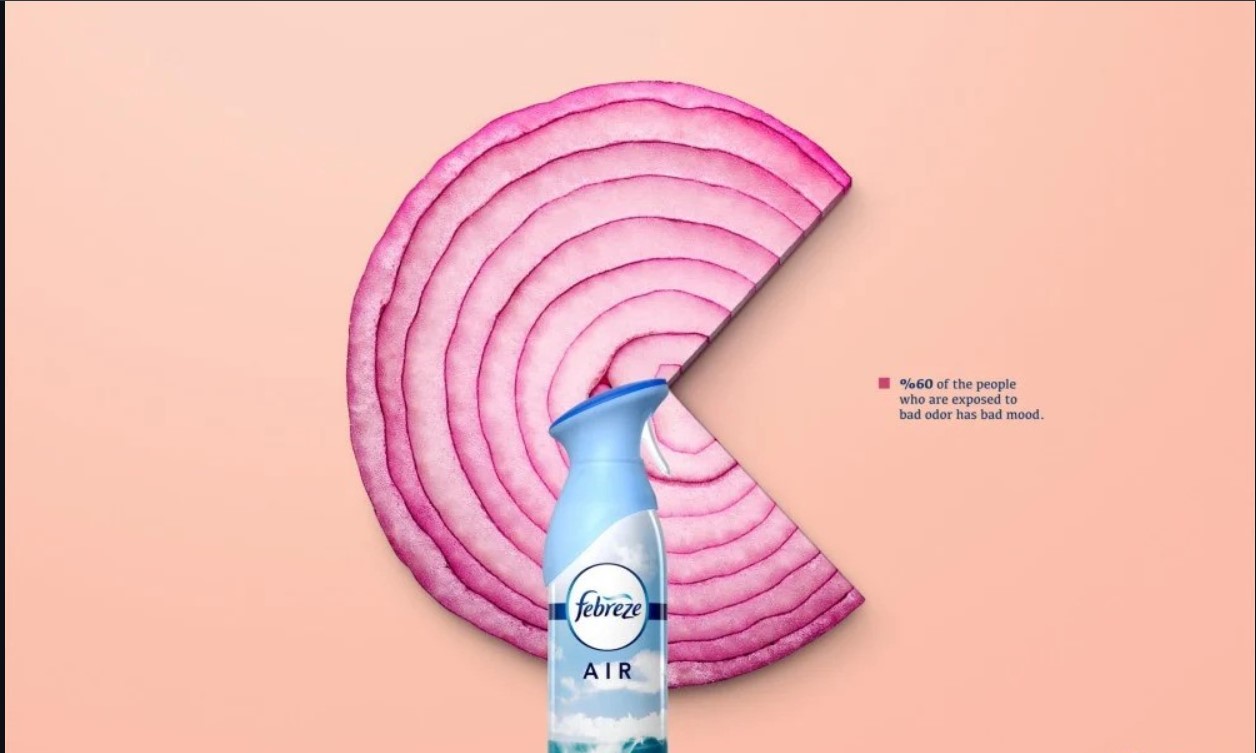 %60 of the people
who are exposed to
bad odor has bad mood.
febreze
AIR